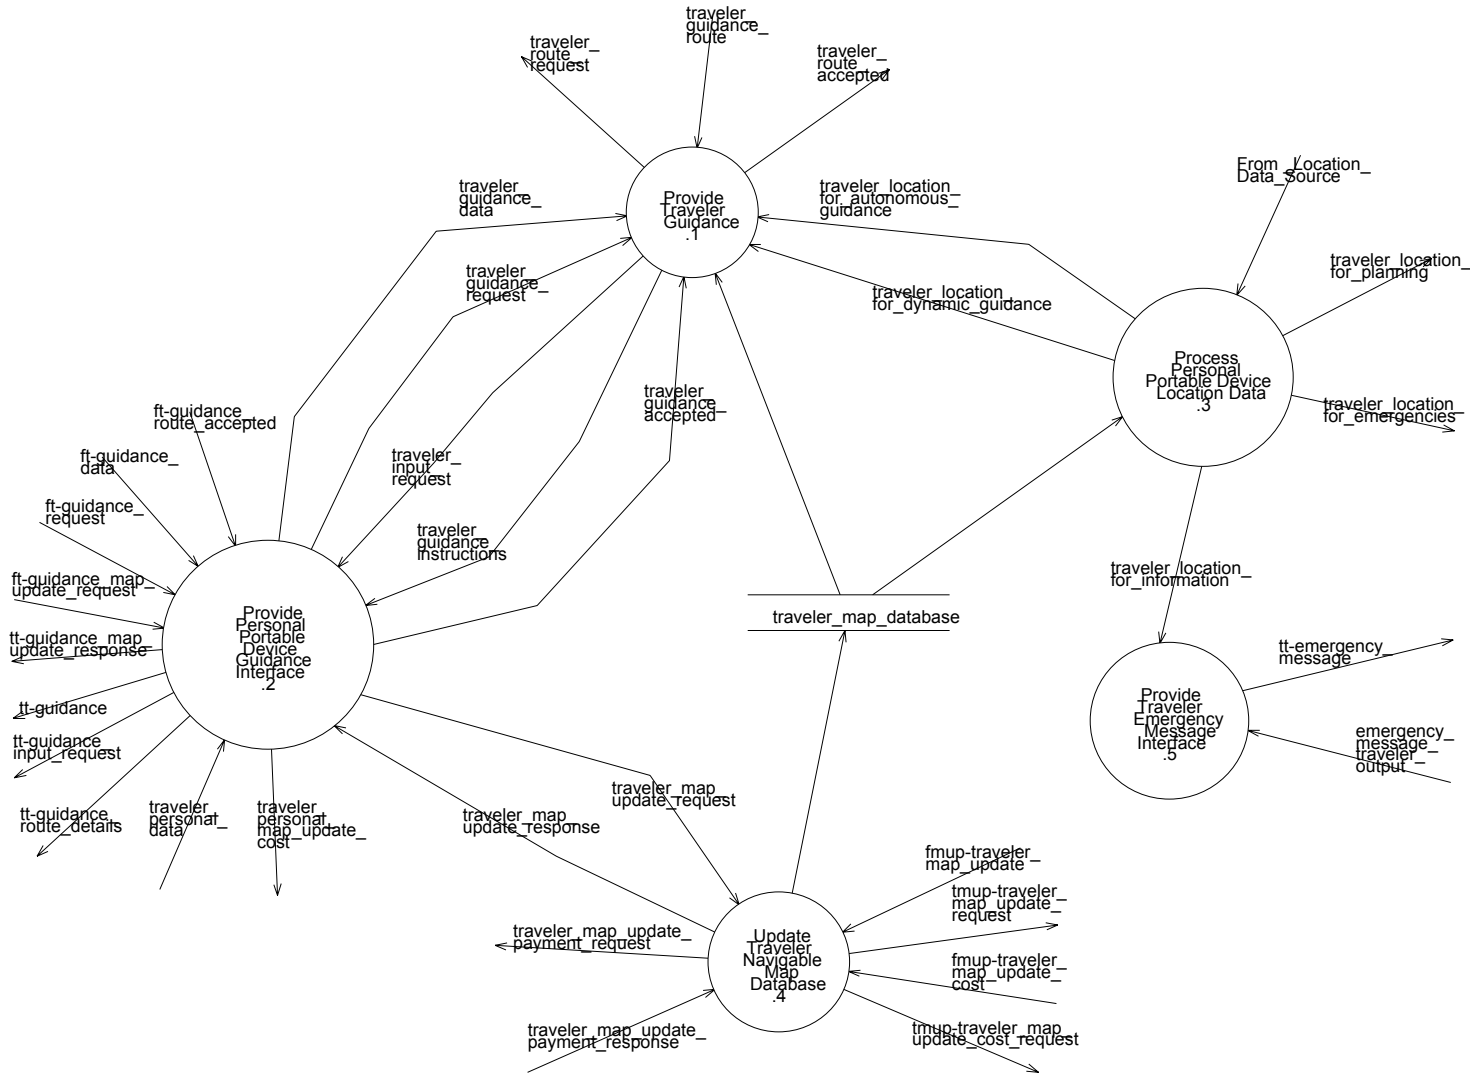 traveler_
guidance_
route
traveler_
route_
request
traveler_
route_
accepted
From_Location_
Data_Source
traveler_
guidance_
data
Provide
Traveler
Guidance
.1
traveler_location_
for_autonomous_
guidance
traveler_location_
for_planning
traveler_
guidance_
request
traveler_location_
for_dynamic_guidance
Process
Personal
Portable Device
Location Data
.3
traveler_
guidance_
accepted
traveler_location_
for_emergencies
ft-guidance_
route_accepted
ft-guidance_
data
traveler_
input_
request
ft-guidance_
request
traveler_
guidance_
instructions
ft-guidance_map_
update_request
traveler_location_
for_information
Provide
Personal
Portable
Device
Guidance
Interface
.2
traveler_map_database
tt-guidance_map_
update_response
tt-emergency_
message
tt-guidance
Provide
Traveler
Emergency
Message
Interface
.5
tt-guidance_
input_request
emergency_
message_
traveler_
output
traveler_map_
update_request
tt-guidance_
route_details
traveler_
personal_
data
traveler_
personal_
map_update_
cost
traveler_map_
update_response
fmup-traveler_
map_update
tmup-traveler_
map_update_
request
traveler_map_update_
payment_request
Update
Traveler
Navigable
Map
Database
.4
fmup-traveler_
map_update_
cost
traveler_map_update_
payment_response
tmup-traveler_map_
update_cost_request